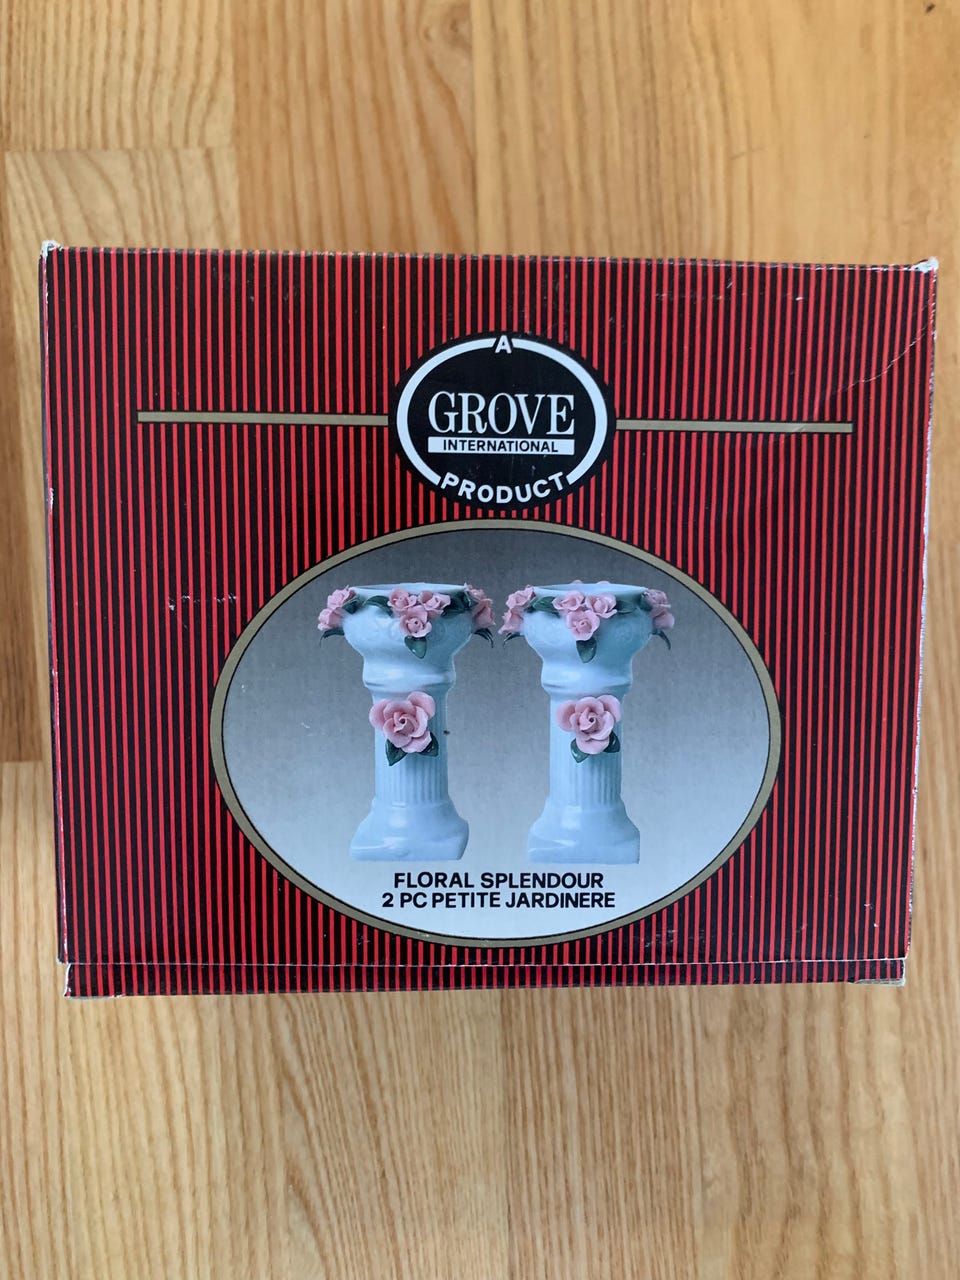 A
GROVE
INTERNATIONAL
PRODUCT
FLORAL SPLENDOUR
2 PC PETITE JARDINERE